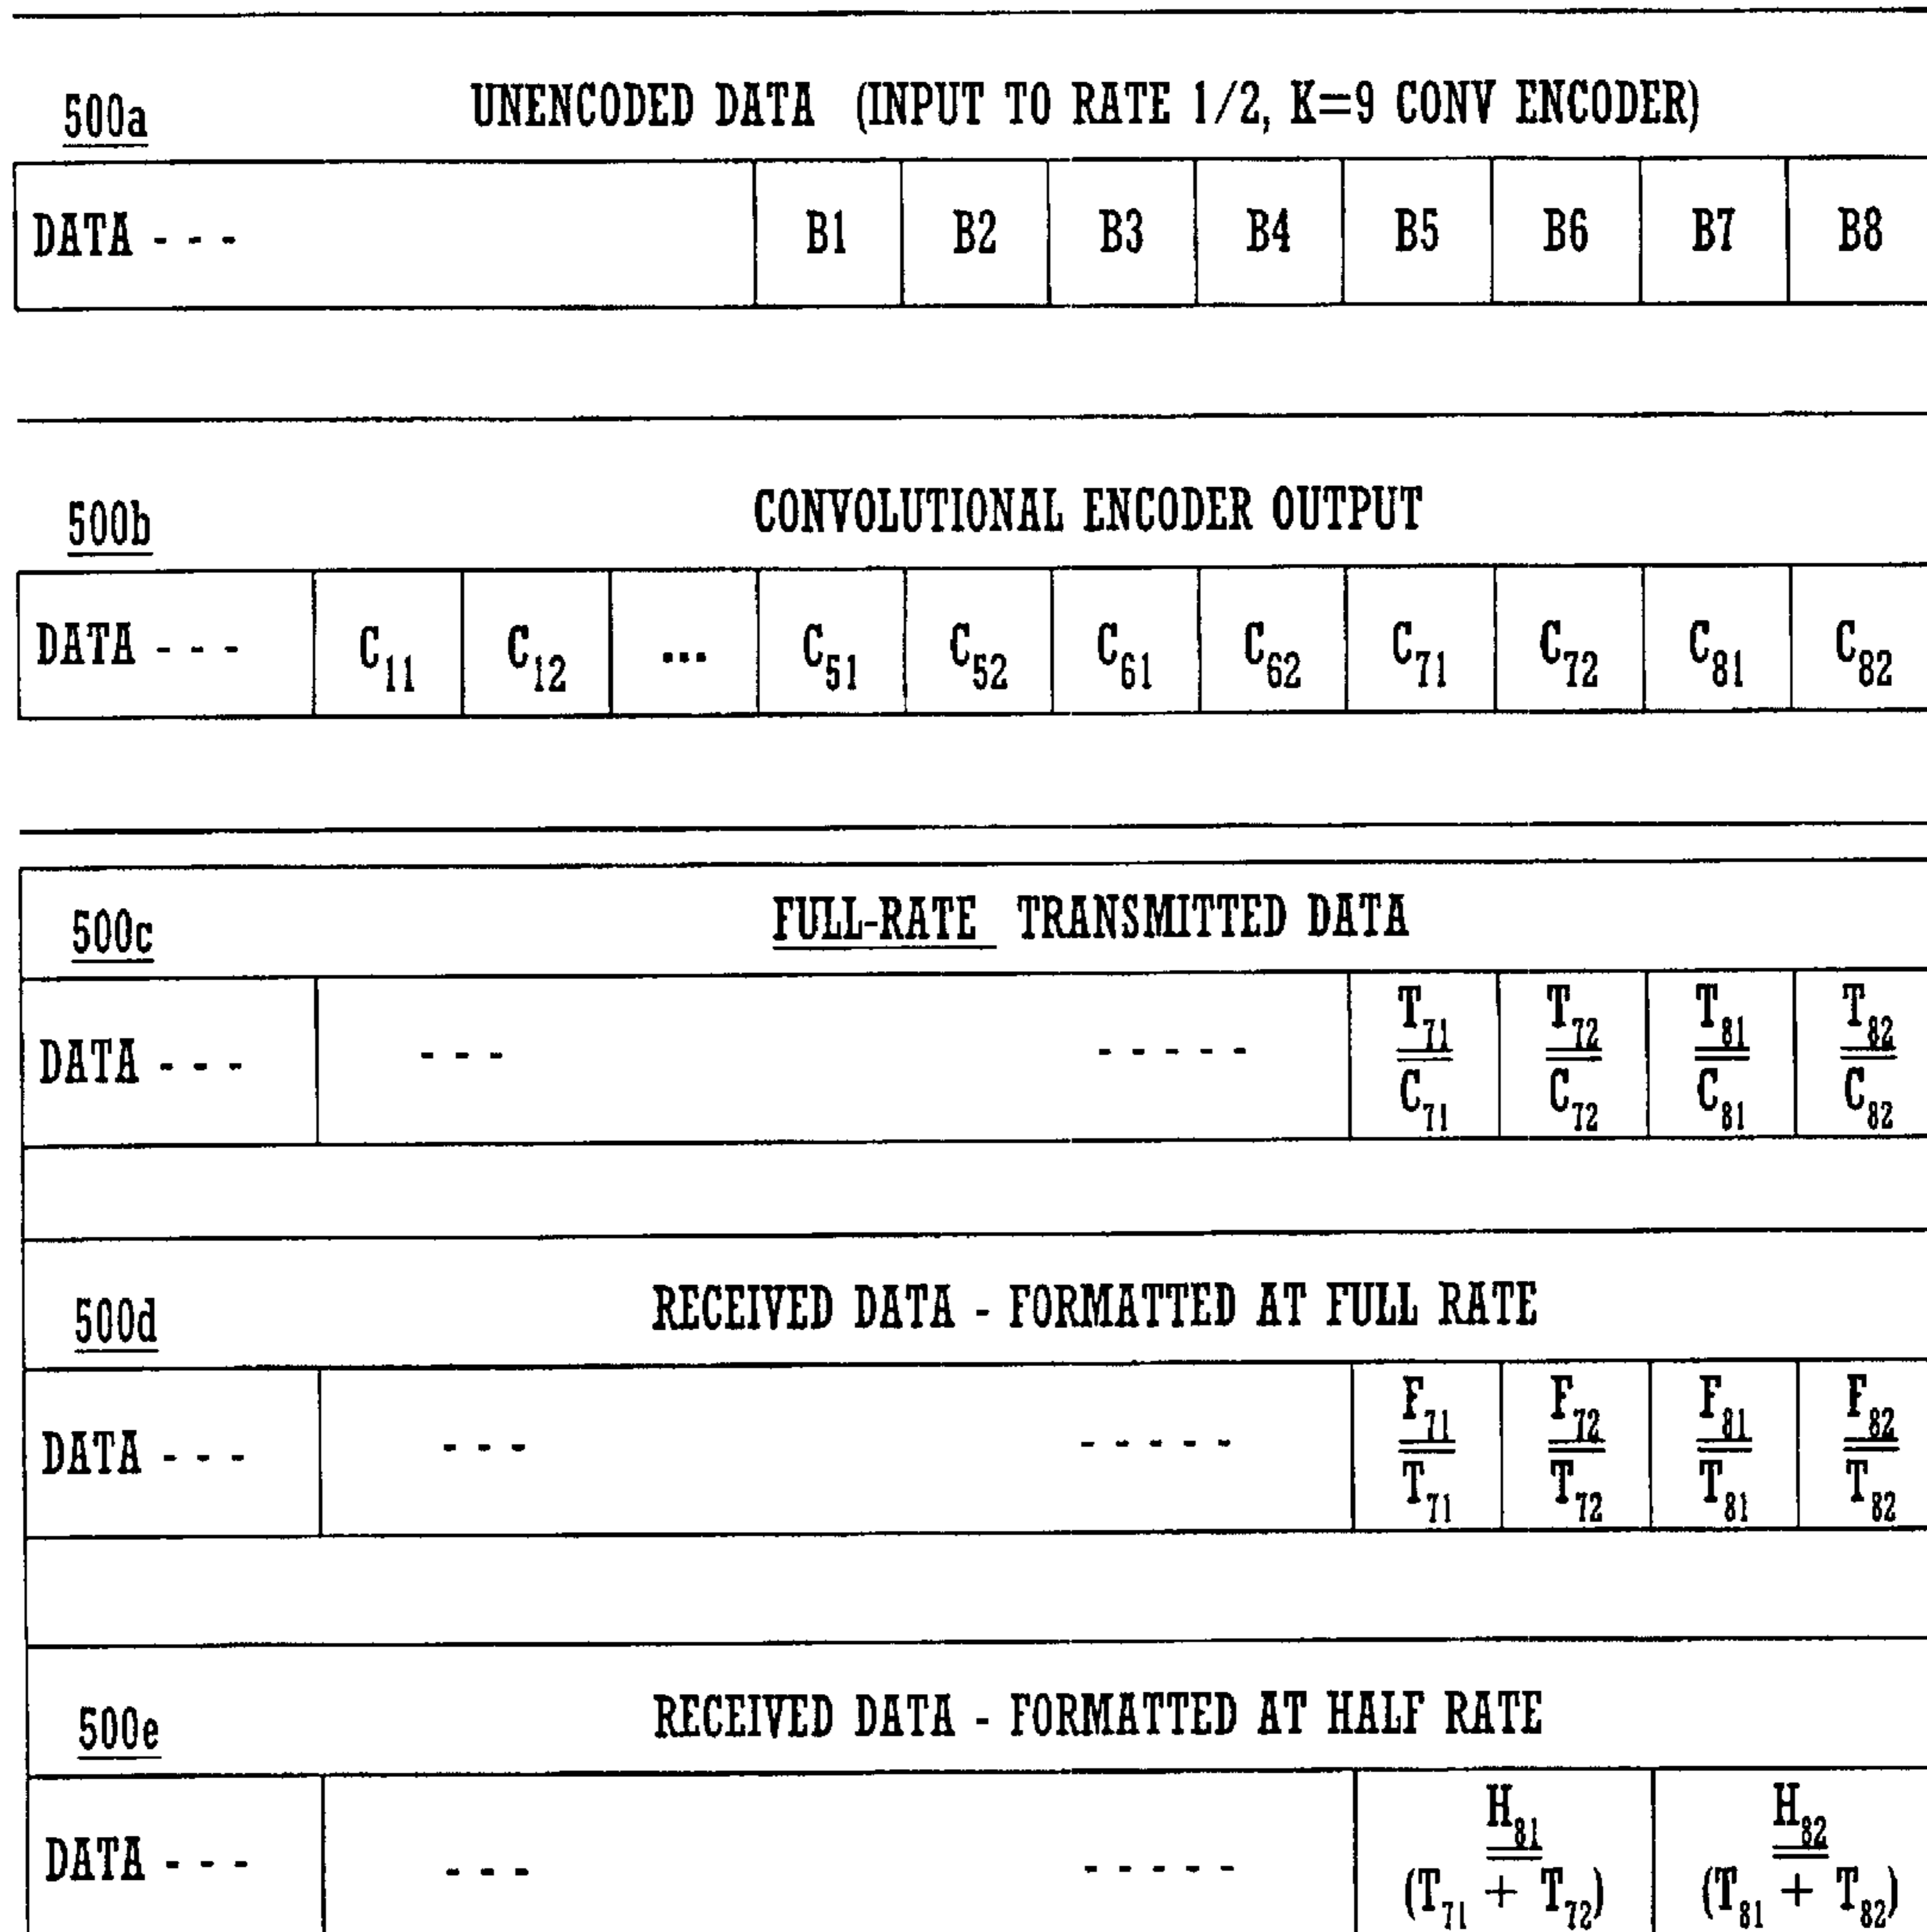 500a UNENCODED DATA (INPUT TO RATE 1/2, K=9 CONV ENCODER)
DATA - - - B1 B2 B3 B4 B5 B6 B7 B8
500b CONVOLUTIONAL ENCODER OUTPUT
DATA - - - C11 C12 ... C51 C52 C61 C62 C71 C72 C81 C82
500c FULL-RATE TRANSMITTED DATA
T71 T72 T81 T82
DATA - - - - - - - - - - -
C71 C72 C81 C82
500d RECEIVED DATA - FORMATTED AT FULL RATE
F71 F72 F81 F82
DATA - - - - - - - - - - -
T71 T72 T81 T82
500e RECEIVED DATA - FORMATTED AT HALF RATE
H81 H82
DATA - - - - - - - - - - -
(T71 + T72) (T81 + T82)